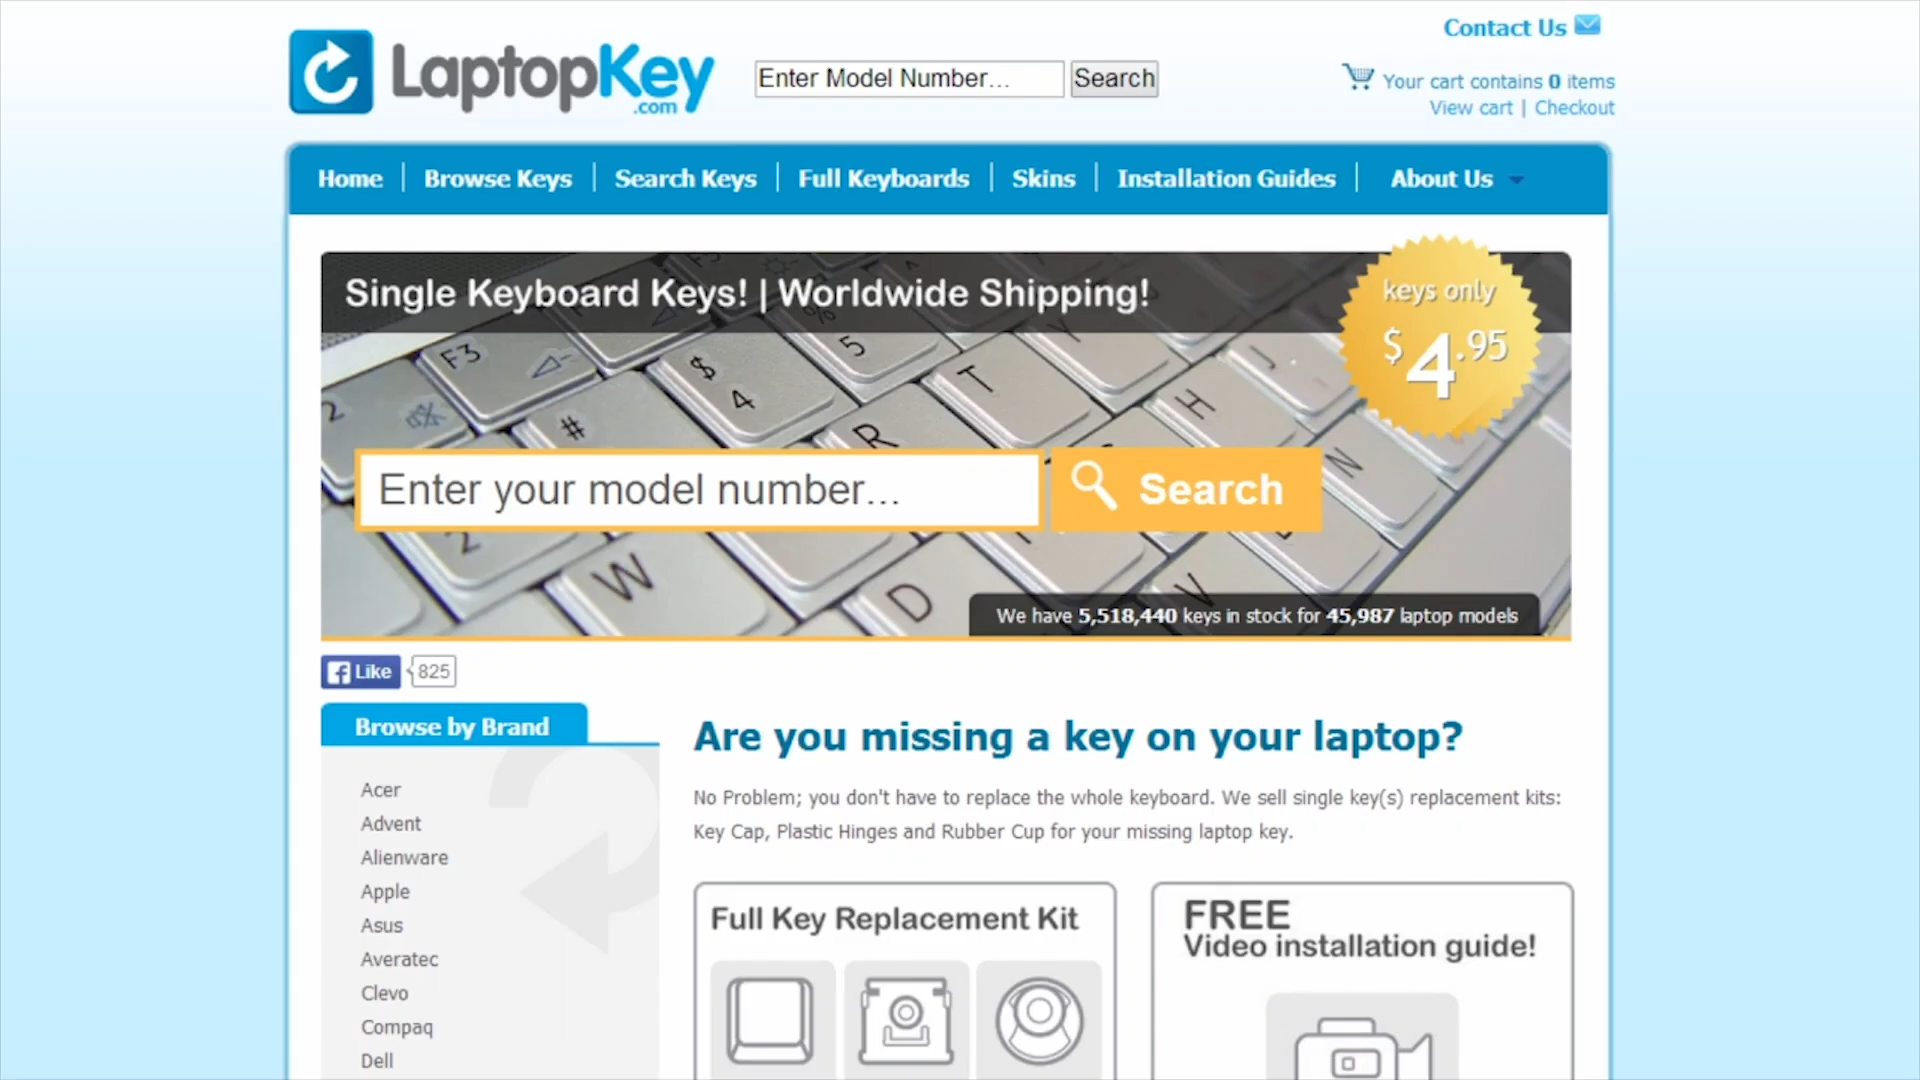 Contact Us
LaptopKey
.com
Enter Model Number...
Search
Your cart contains 0 items
View cart | Checkout
Home
Browse Keys
Search Keys
Full Keyboards
Skins
Installation Guides
About Us
Single Keyboard Keys! | Worldwide Shipping!
keys only
$4.95
F3
$
4
5
%
2
#
R
T
Y
H
J
N
Enter your model number...
Search
2
W
D
V
We have 5,518,440 keys in stock for 45,987 laptop models
Like
825
Browse by Brand
Acer
Advent
Alienware
Apple
Asus
Averatec
Clevo
Compaq
Dell
Are you missing a key on your laptop?
No Problem; you don't have to replace the whole keyboard. We sell single key(s) replacement kits:
Key Cap, Plastic Hinges and Rubber Cup for your missing laptop key.
Full Key Replacement Kit
FREE
Video installation guide!